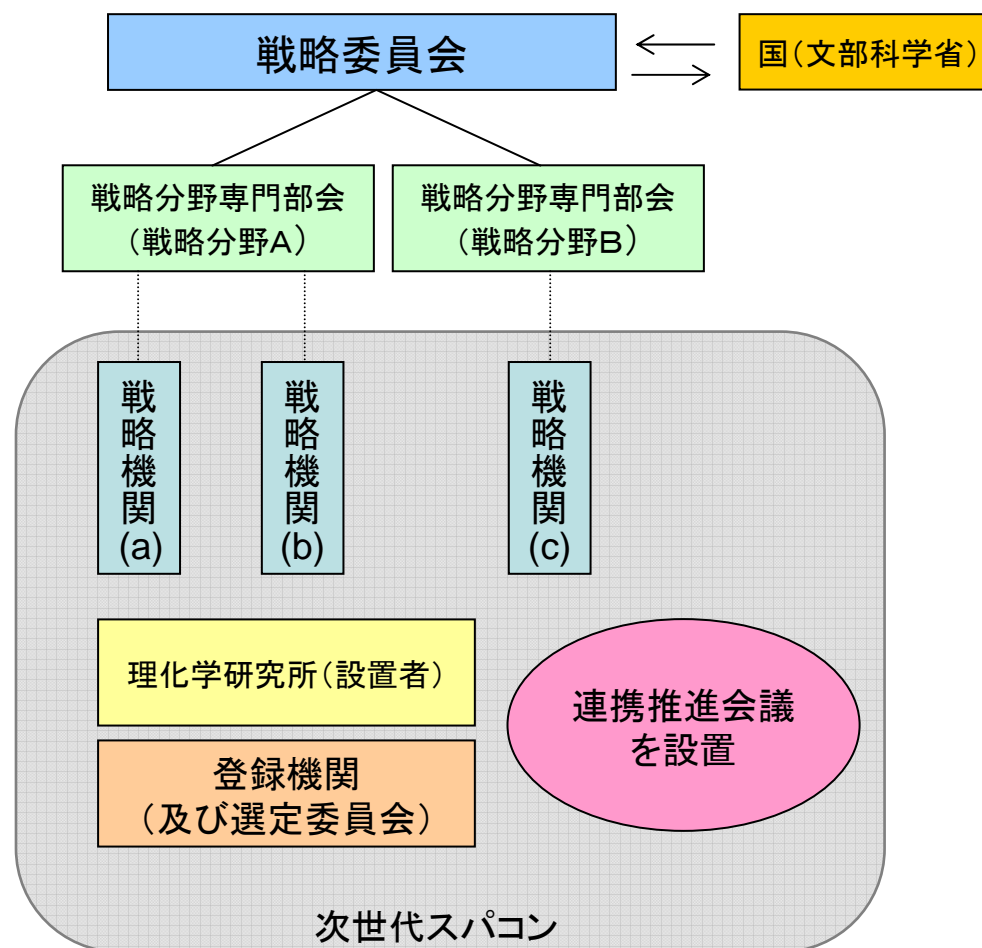 戦略委員会
国(文部科学省)
戦略分野専門部会
(戦略分野A)
戦略分野専門部会
(戦略分野B)
戦略機関(a)
戦略機関(b)
戦略機関(c)
理化学研究所(設置者)
連携推進会議
を設置
登録機関
(及び選定委員会)
次世代スパコン